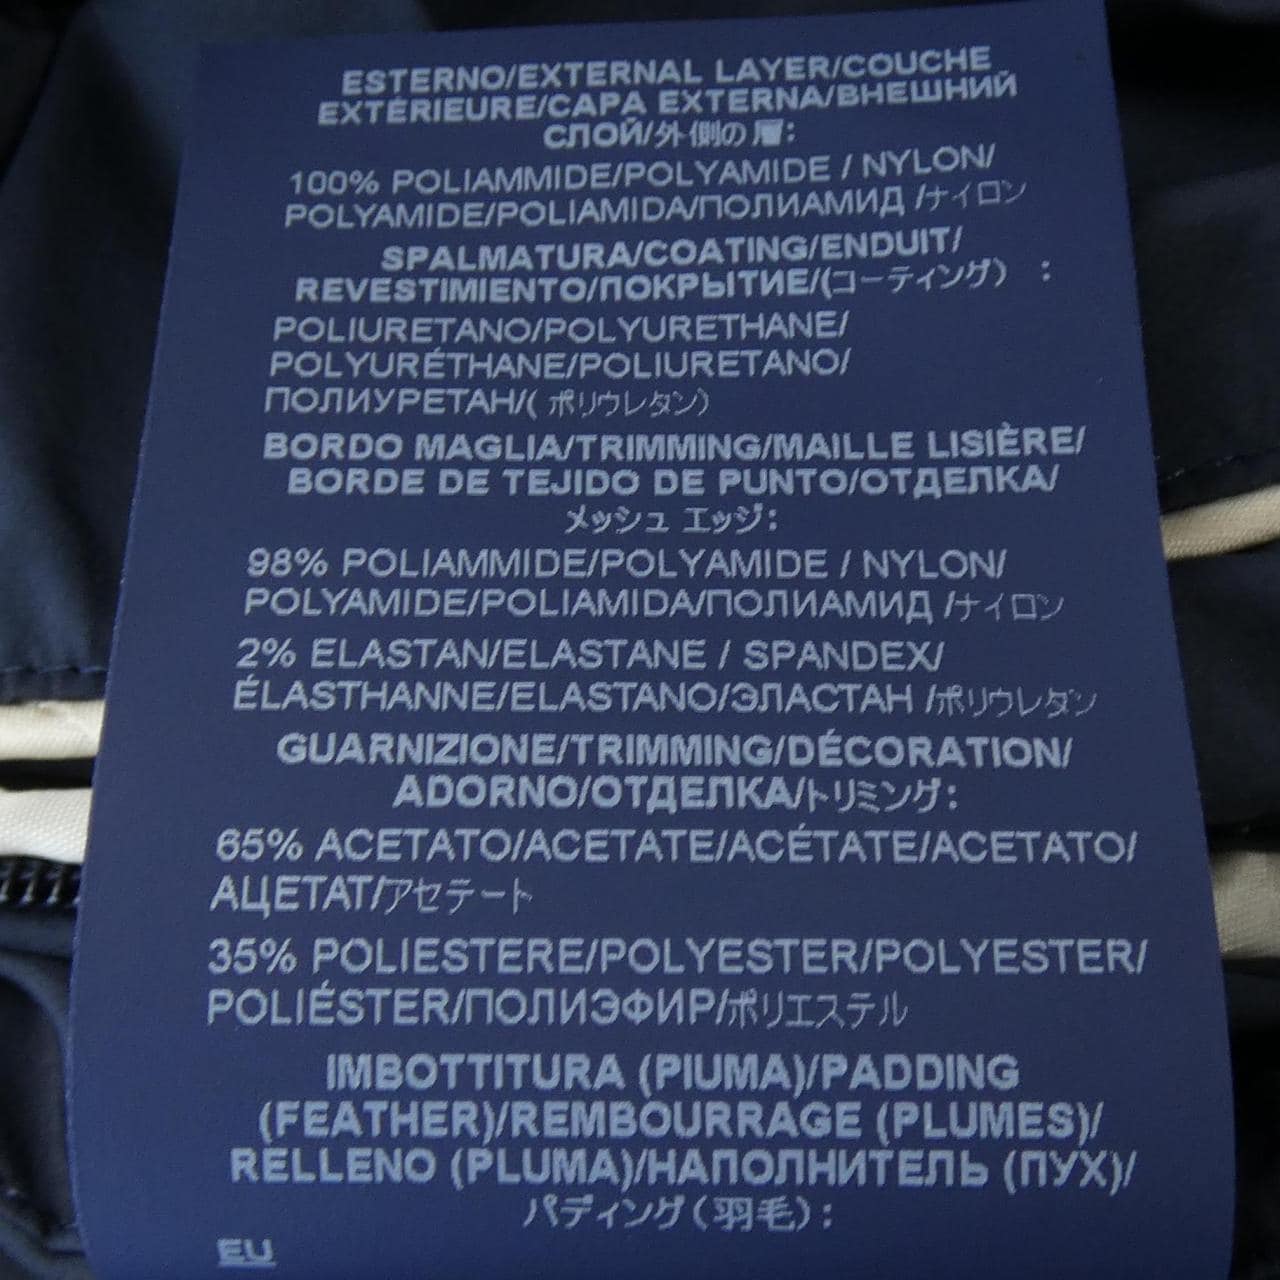 ESTERNO/EXTERNAL LAYER/COUCHE
EXTÉRIEURE/CAPA EXTERNA/ВНЕШНИЙ
СЛОЙ/外側の層:
100% POLIAMMIDE/POLYAMIDE / NYLON/
POLYAMIDE/POLIAMIDA/ПОЛИАМИД /ナイロン
SPALMATURA/COATING/ENDUIT/
REVESTIMIENTO/ПОКРЫТИЕ/(コーティング) :
POLIURETANO/POLYURETHANE/
POLYURÉTHANE/POLIURETANO/
ПОЛИУРЕТАН/( ポリウレタン)
BORDO MAGLIA/TRIMMING/MAILLE LISIÈRE/
BORDE DE TEJIDO DE PUNTO/ОТДЕЛКА/
メッシュ エッジ:
98% POLIAMMIDE/POLYAMIDE / NYLON/
POLYAMIDE/POLIAMIDA/ПОЛИАМИД /ナイロン
2% ELASTAN/ELASTANE / SPANDEX/
ÉLASTHANNE/ELASTANO/ЭЛАСТАН /ポリウレタン
GUARNIZIONE/TRIMMING/DÉCORATION/
ADORNO/ОТДЕЛКА/トリミング:
65% ACETATO/ACETATE/ACÉTATE/ACETATO/
АЦЕТАТ/アセテート
35% POLIESTERE/POLYESTER/POLYESTER/
POLIÉSTER/ПОЛИЭФИР/ポリエステル
IMBOTTITURA (PIUMA)/PADDING
(FEATHER)/REMBOURRAGE (PLUMES)/
RELLENO (PLUMA)/НАПОЛНИТЕЛЬ (ПУХ)/
パディング(羽毛):
EU